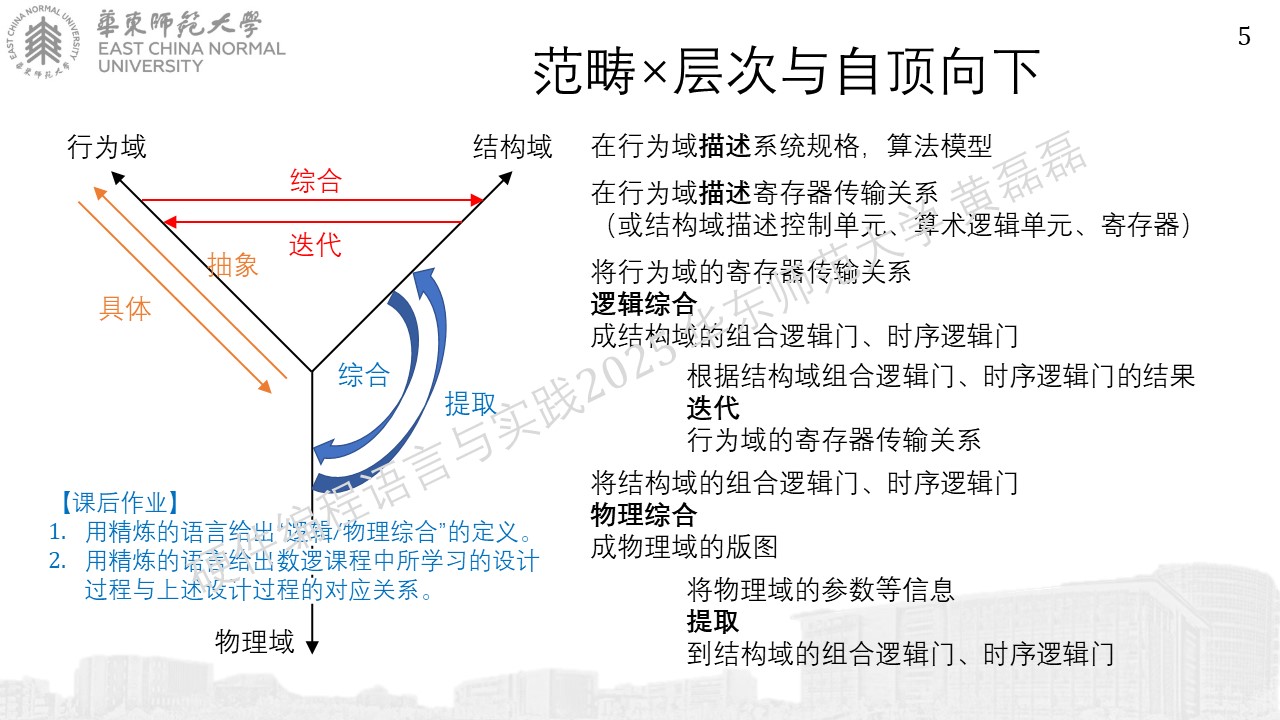 華東師范大學
EAST CHINA NORMAL
UNIVERSITY
EAST CHINA NORMAL UNIVERSITY
華東师范大学
5
范畴×层次与自顶向下
行为域
结构域
综合
迭代
抽象
具体
综合
提取
物理域
【课后作业】
1. 用精炼的语言给出“逻辑/物理综合”的定义。
2. 用精炼的语言给出数逻课程中所学习的设计
过程与上述设计过程的对应关系。
在行为域描述系统规格，算法模型
在行为域描述寄存器传输关系
（或结构域描述控制单元、算术逻辑单元、寄存器）
将行为域的寄存器传输关系
逻辑综合
成结构域的组合逻辑门、时序逻辑门
根据结构域组合逻辑门、时序逻辑门的结果
迭代
行为域的寄存器传输关系
将结构域的组合逻辑门、时序逻辑门
物理综合
成物理域的版图
将物理域的参数等信息
提取
到结构域的组合逻辑门、时序逻辑门
硬件编程语言与实践2025 华东师范大学 黄磊磊